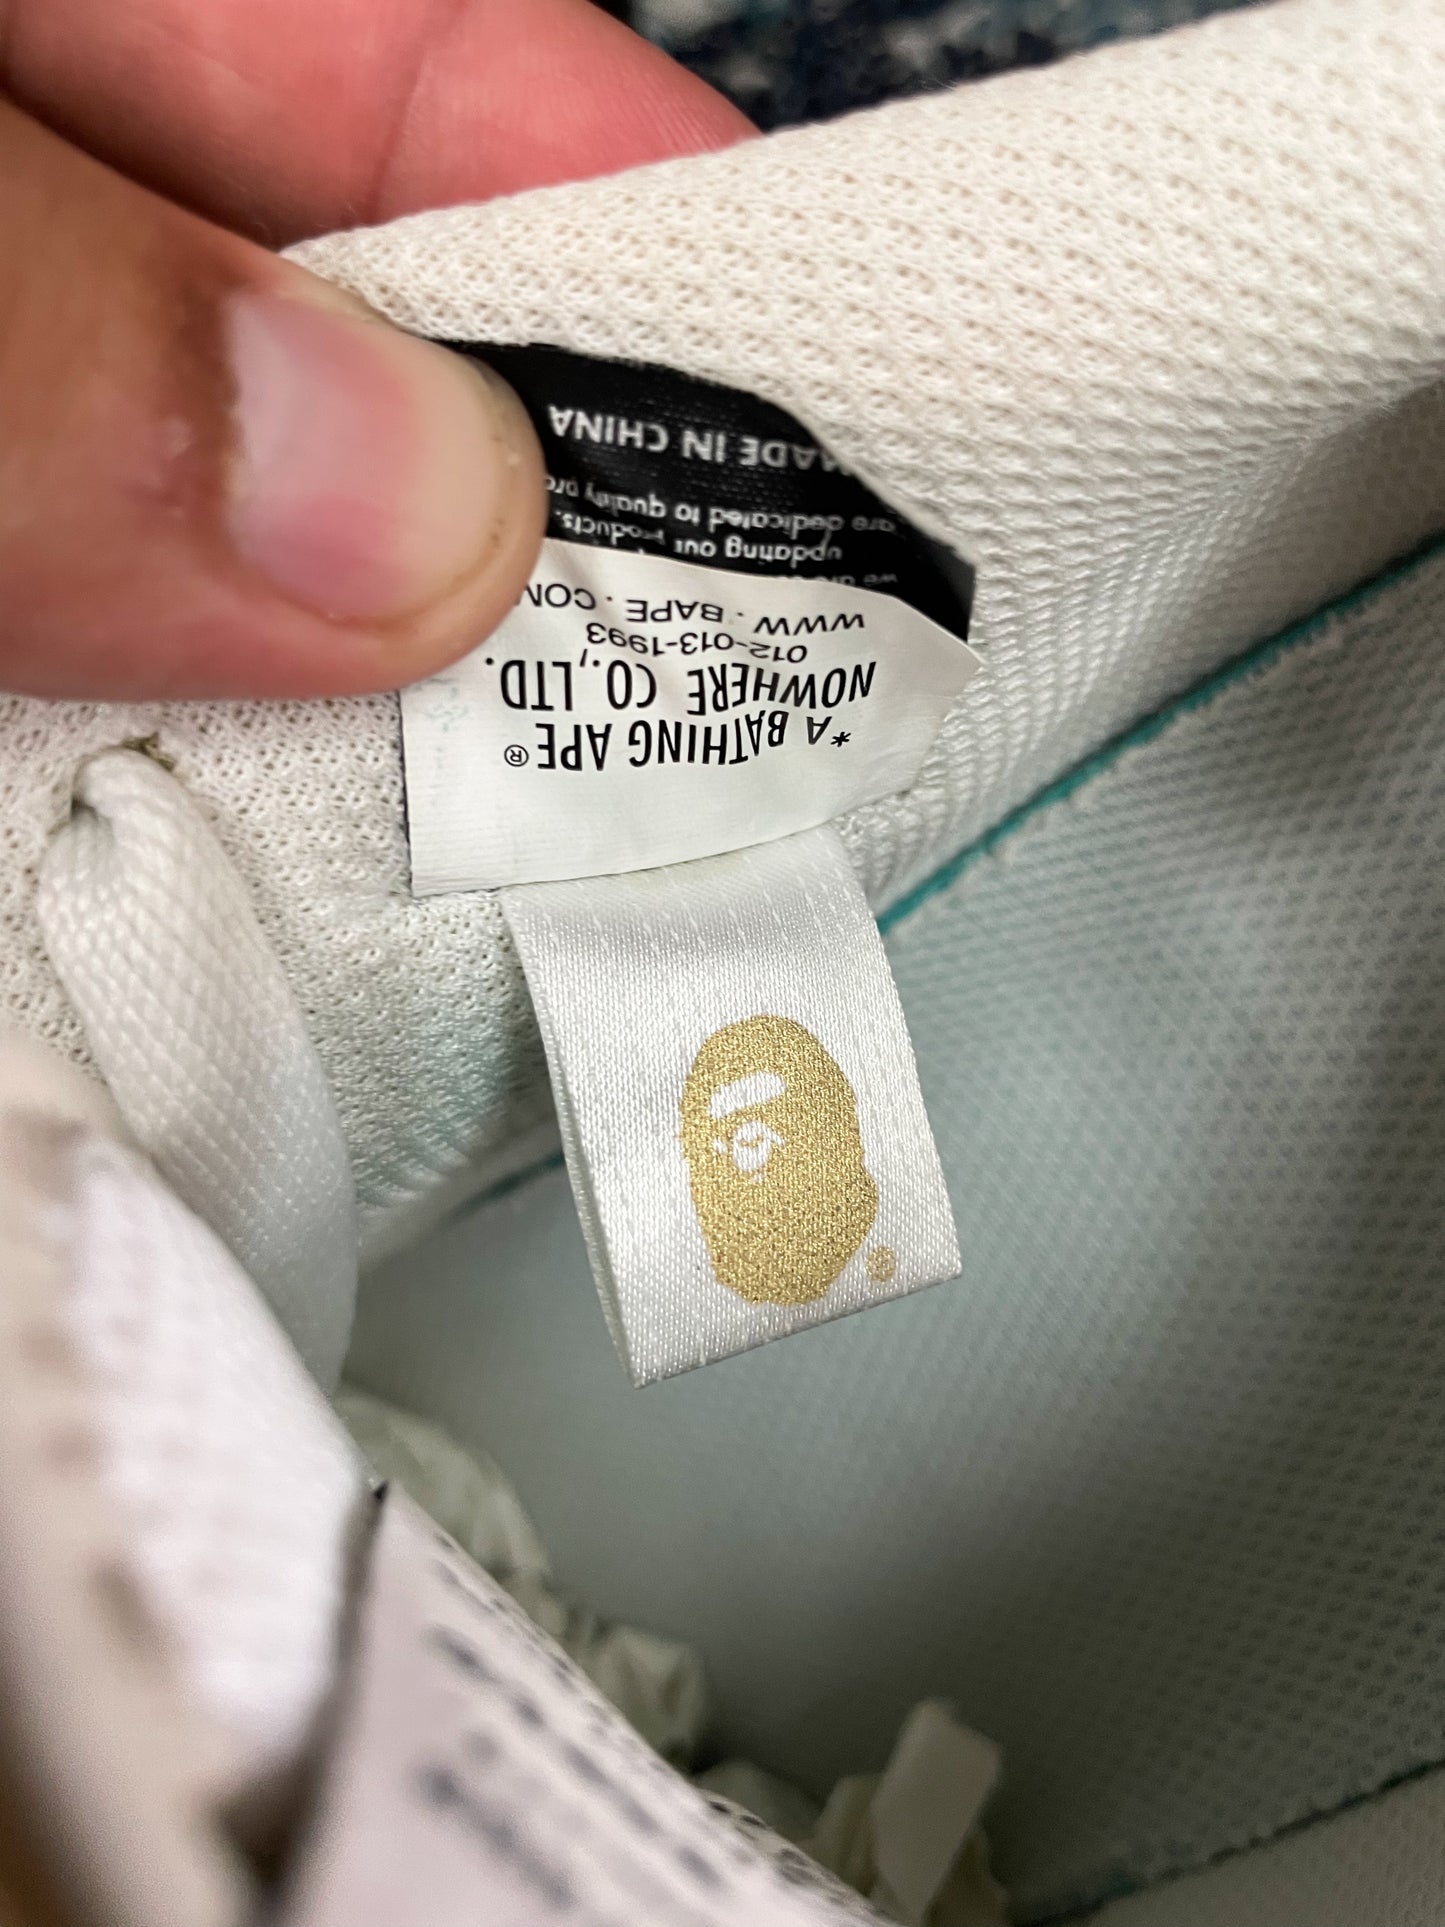 *A BATHING APE®
NOWHERE CO.,LTD.
012-013-1993
WWW.BAPE.CO
updating our products.
are dedicated to quality
MADE IN CHINA
®